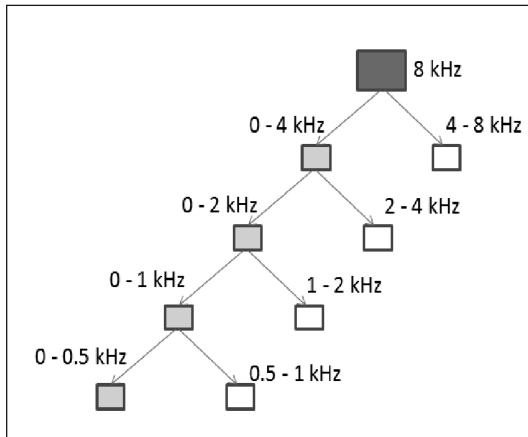 8 kHz
0 - 4 kHz
4 - 8 kHz
0 - 2 kHz
2 - 4 kHz
0 - 1 kHz
1 - 2 kHz
0 - 0.5 kHz
0.5 - 1 kHz